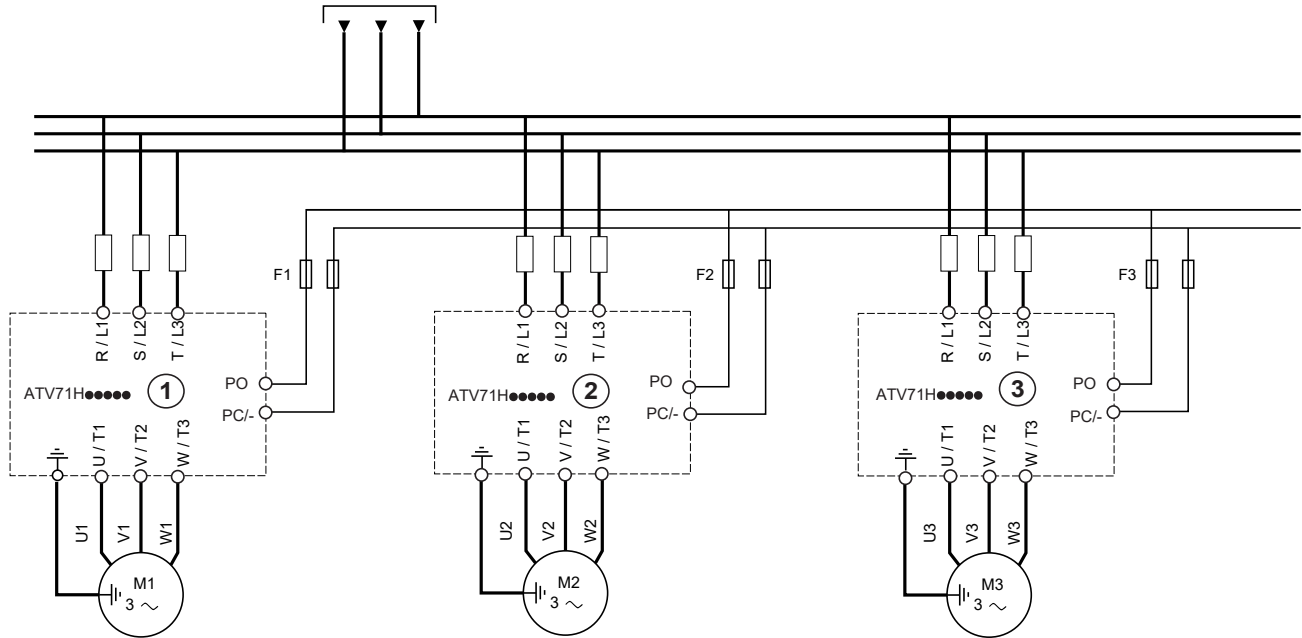 F1
F2
F3
R / L1
S / L2
T / L3
R / L1
S / L2
T / L3
R / L1
S / L2
T / L3
ATV71H●●●●●
1
PO
PC/-
ATV71H●●●●●
2
PO
PC/-
ATV71H●●●●●
3
PO
PC/-
U / T1
V / T2
W / T3
U / T1
V / T2
W / T3
U / T1
V / T2
W / T3
U1
V1
W1
U2
V2
W2
U3
V3
W3
M1
3 ~
M2
3 ~
M3
3 ~